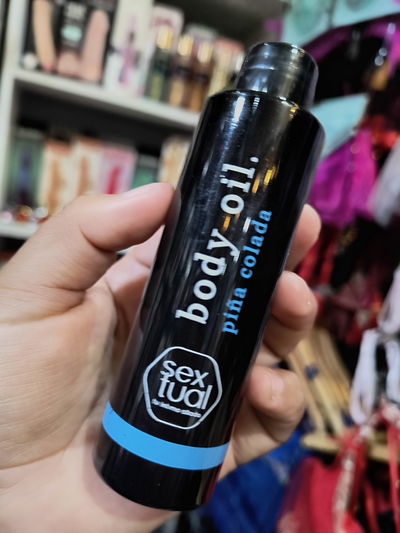 body oil.
piña colada
sex
tual